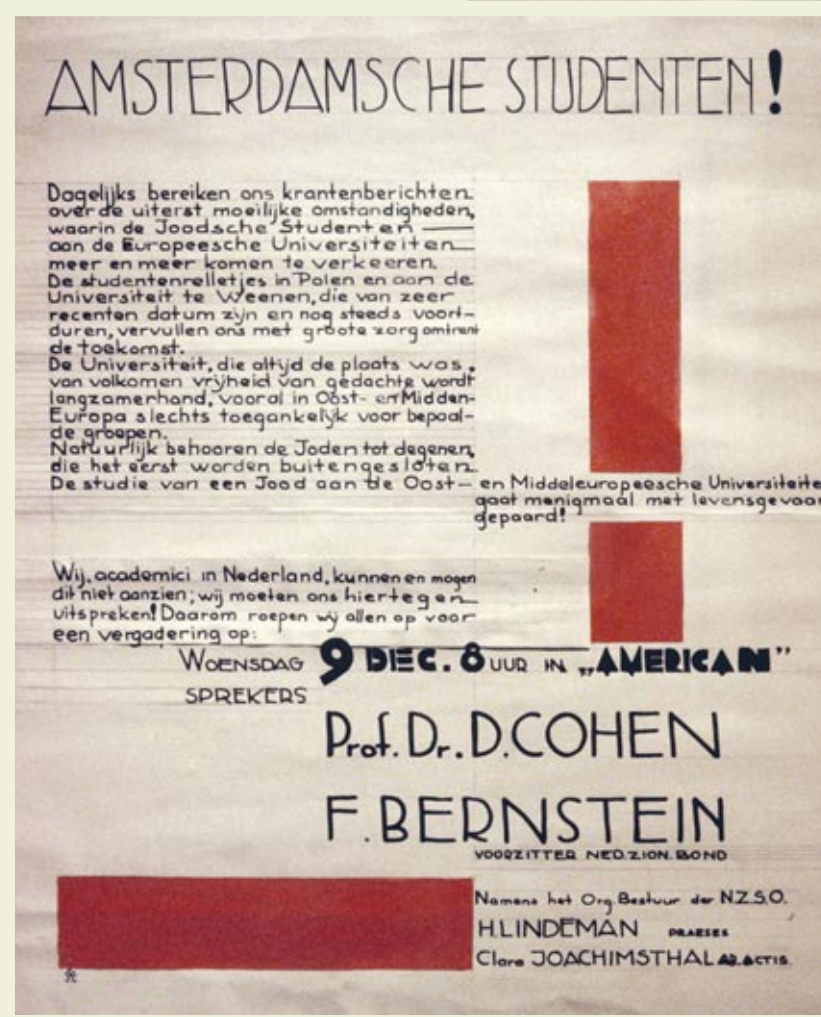 AMSTERDAMSCHE STUDENTEN!
Dagelijks bereiken ons krantenberichten
over de uiterst moeilijke omstandigheden,
waarin de Joodsche Studenten
aan de Europeesche Universiteiten
meer en meer komen te verkeeren.
De studentenrelletjes in Polen en aan de
Universiteit te Weenen, die van zeer
recenten datum zijn en nog steeds voort-
duren, vervullen ons met groote zorg omtrent
de toekomst.
De Universiteit, die altijd de plaats was,
van volkomen vrijheid van gedachte wordt
langzamerhand, vooral in Oost- en Midden-
Europa slechts toegankelijk voor bepaal-
de groepen.
Natuurlijk behooren de Joden tot degenen,
die het eerst worden buitengesloten.
De studie van een Jood aan de Oost- en Middeleuropeesche Universiteite
gaat menigmaal met levensgevaar
gepaard!
Wij, academici in Nederland, kunnen en mogen
dit niet aanzien; wij moeten ons hiertegen
uitspreken! Daarom roepen wij allen op voor
een vergadering op:
WOENSDAG 9 DEC. 8 UUR IN „AMERICAN”
SPREKERS
Prof. Dr. D. COHEN
F. BERNSTEIN
VOORZITTER NED. ZION. BOND
Namens het Org. Bestuur der N.Z.S.O.
H. LINDEMAN PRAESES
Clara JOACHIMSTHAL AB. ACTIS.